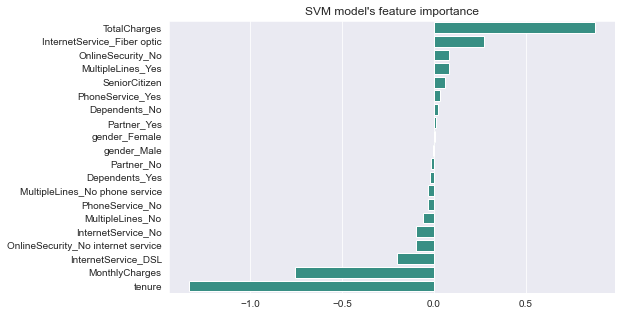 SVM model's feature importance
TotalCharges
InternetService_Fiber optic
OnlineSecurity_No
MultipleLines_Yes
SeniorCitizen
PhoneService_Yes
Dependents_No
Partner_Yes
gender_Female
gender_Male
Partner_No
Dependents_Yes
MultipleLines_No phone service
PhoneService_No
MultipleLines_No
InternetService_No
OnlineSecurity_No internet service
InternetService_DSL
MonthlyCharges
tenure
−1.0 −0.5 0.0 0.5